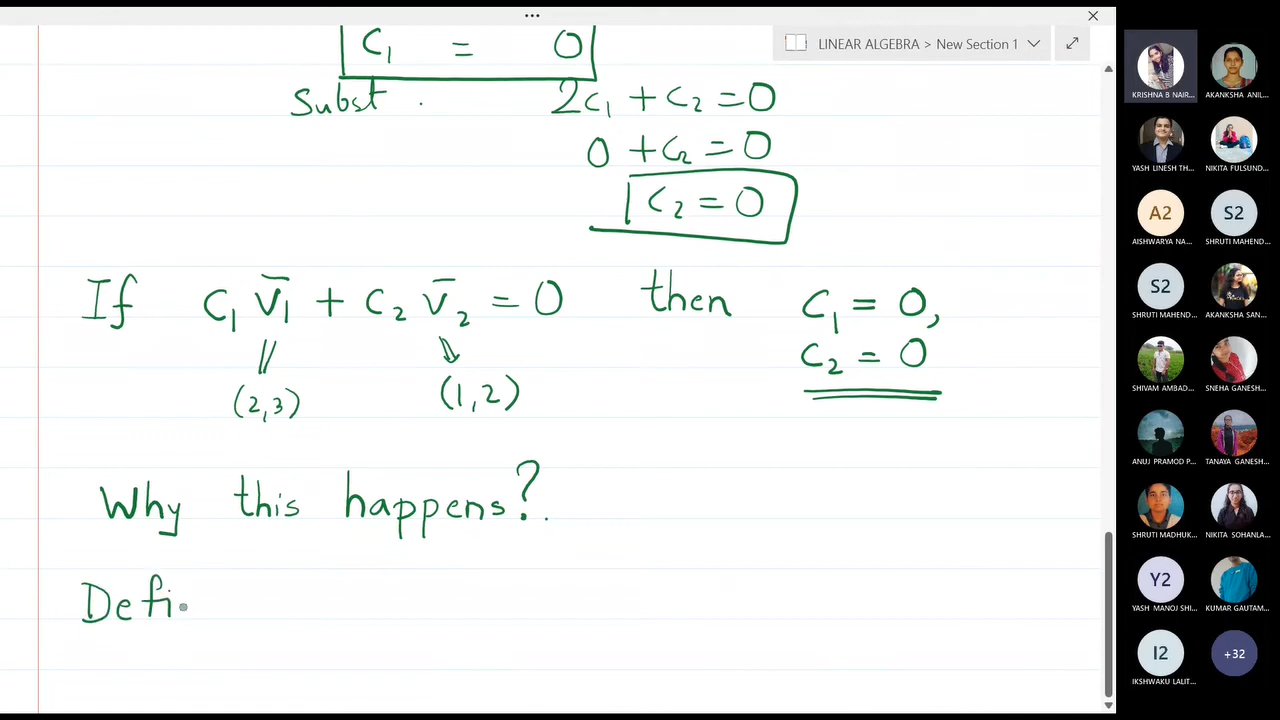 ...
LINEAR ALGEBRA > New Section 1
C₁ = 0
Subst . 2C₁ + C₂ = 0
0 + C₂ = 0
C₂ = 0
If C₁ v̄₁ + C₂ v̄₂ = 0 then C₁ = 0,
C₂ = 0
(2,3) (1,2)
Why this happens?
Defi
KRISHNA B NAIR... AKANKSHA ANIL...
YASH LINESH TH... NIKITA FULSUND...
A2 S2
AISHWARYA NA... SHRUTI MAHEND...
S2
SHRUTI MAHEND... AKANKSHA SAN...
SHIVAM AMBAD... SNEHA GANESH...
ANUJ PRAMOD P... TANAYA GANESH...
SHRUTI MADHUK... NIKITA SOHANLA...
Y2
YASH MANOJ SHI... KUMAR GAUTAM...
I2 +32
IKSHWAKU LALIT...